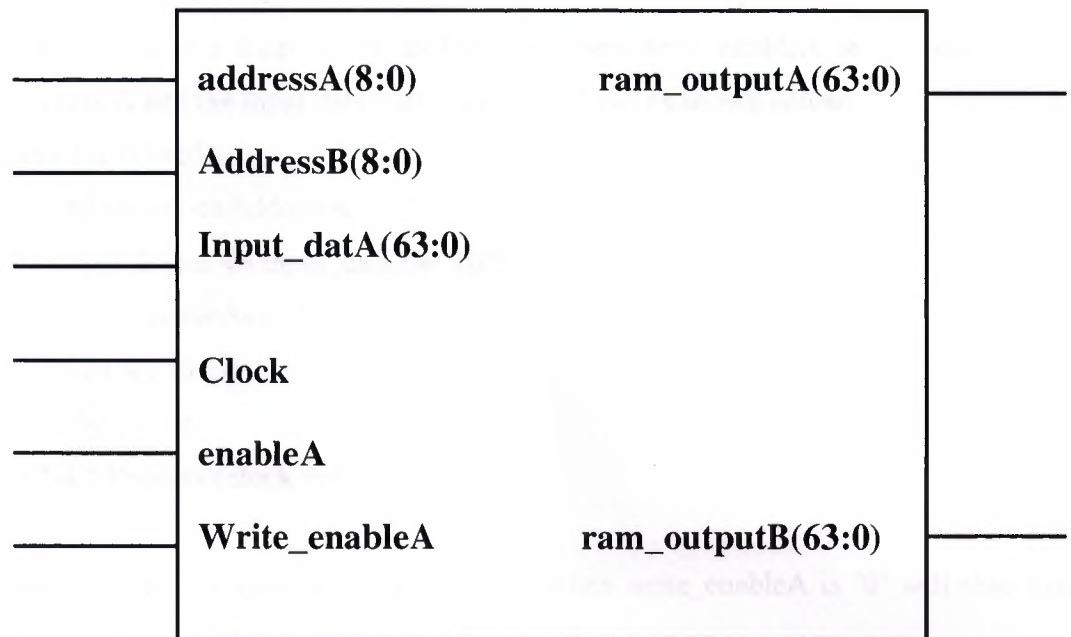 addressA(8:0) ram_outputA(63:0)
AddressB(8:0)
Input_datA(63:0)
Clock
enableA
Write_enableA ram_outputB(63:0)